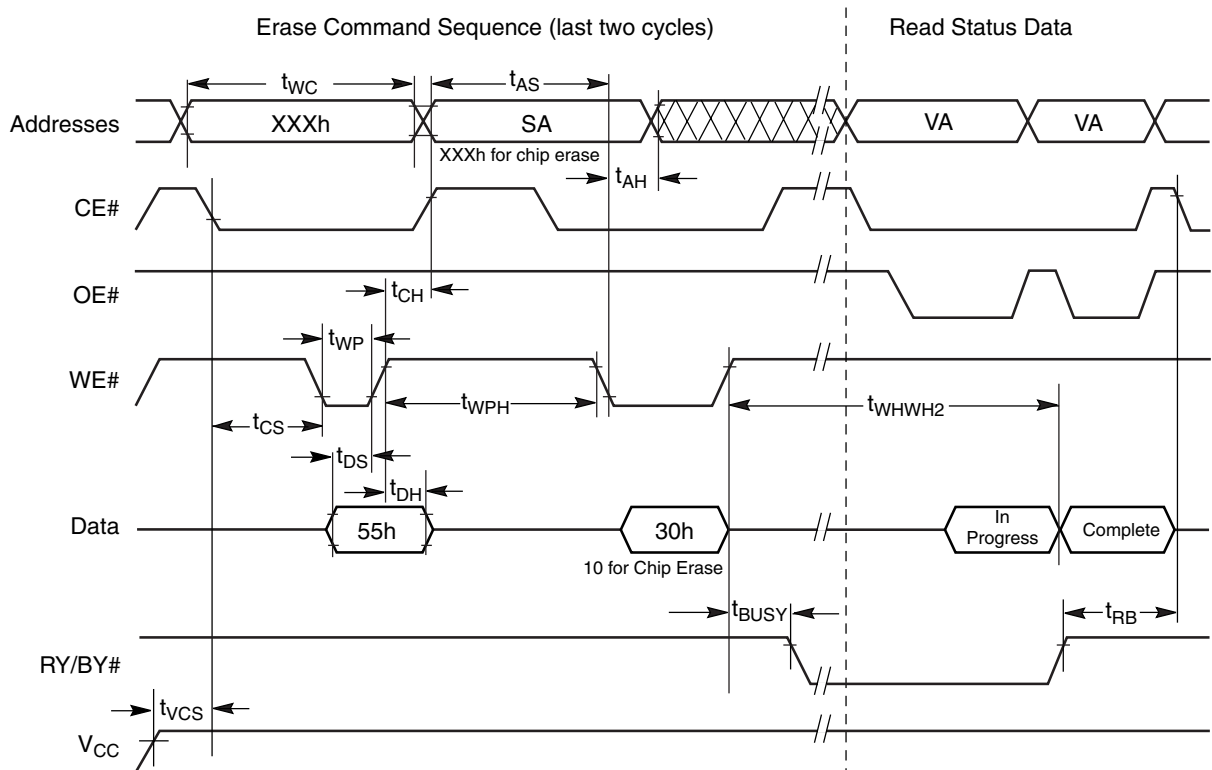 Erase Command Sequence (last two cycles)
Read Status Data
tWC
tAS
Addresses
XXXh
SA
VA
VA
XXXh for chip erase
tAH
CE#
OE#
tCH
tWP
WE#
tWPH
tWHWH2
tCS
tDS
tDH
Data
55h
30h
In
Progress
Complete
10 for Chip Erase
tBUSY
tRB
RY/BY#
tVCS
VCC